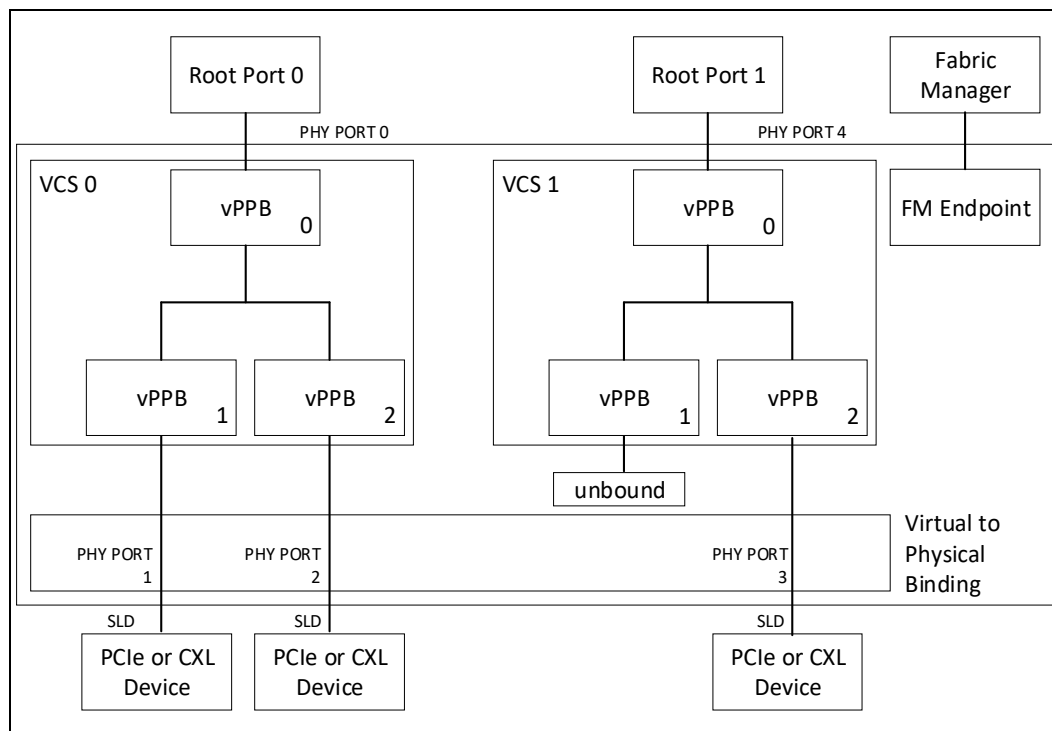 Root Port 0
Root Port 1
Fabric
Manager
PHY PORT 0
PHY PORT 4
VCS 0
vPPB
0
VCS 1
vPPB
0
FM Endpoint
vPPB
1
vPPB
2
vPPB
1
vPPB
2
unbound
Virtual to
Physical
Binding
PHY PORT
1
PHY PORT
2
PHY PORT
3
SLD
SLD
SLD
PCIe or CXL
Device
PCIe or CXL
Device
PCIe or CXL
Device